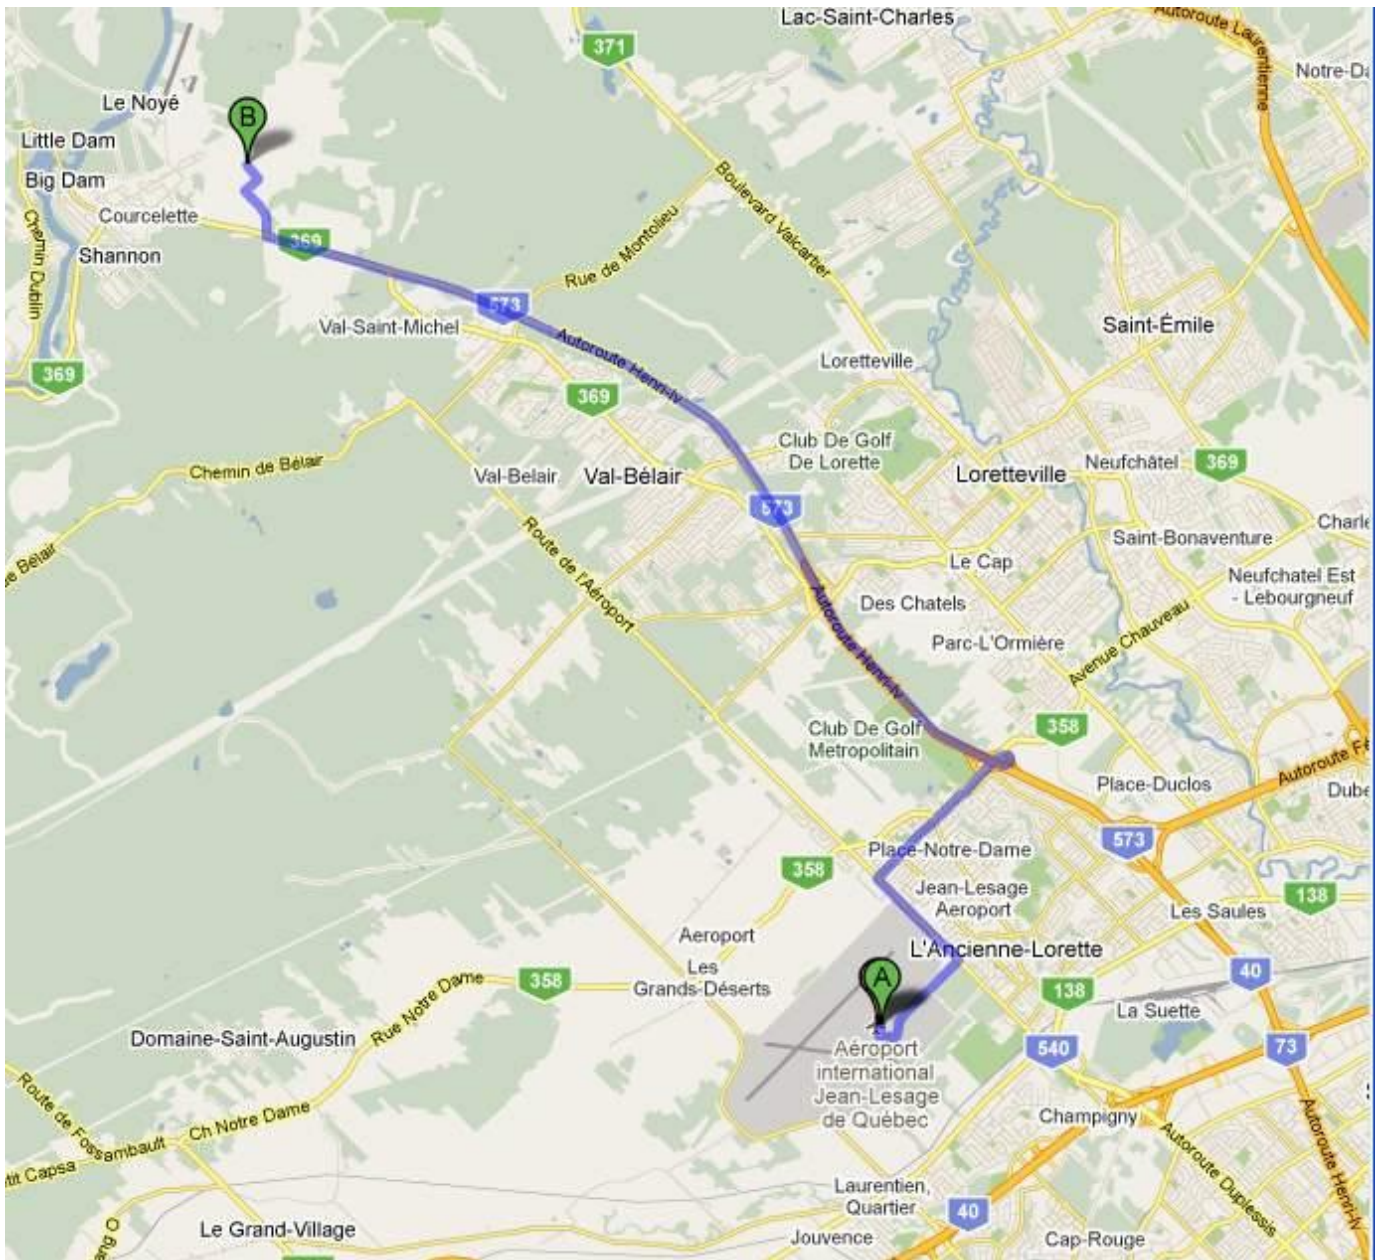 Lac-Saint-Charles
Autoroute Laurentienne
371
Notre-Da
Le Noyé
B
Little Dam
Big Dam
Courcelette
Chemin Dublin
Shannon
369
Boulevard Valcartier
Rue de Montolieu
573
Val-Saint-Michel
Autoroute Henri-Iv
Saint-Émile
Loretteville
369
369
Club De Golf
De Lorette
Chemin de Bélair
Val-Belair
Val-Bélair
Loretteville
Neufchâtel
369
573
Route de l'Aéroport
Charle
Saint-Bonaventure
Le Cap
e Bélair
Neufchatel Est
- Lebourgneuf
Des Chatels
Autoroute Henri-Iv
Parc-L'Ormière
Avenue Chauveau
Club De Golf
Metropolitain
358
Autoroute Fé
Place-Duclos
Dube
573
Place-Notre-Dame
358
Jean-Lesage
Aeroport
138
Les Saules
Aeroport
L'Ancienne-Lorette
Les
Grands-Déserts
358
A
40
138
Rue Notre Dame
La Suette
Domaine-Saint-Augustin
Aéroport
international
Jean-Lesage
de Québec
540
73
Route de Fossambault
Ch Notre Dame
Champigny
Autoroute Duplessis
Autoroute Henri-Iv
tit Capsa
Laurentien,
Quartier
40
Le Grand-Village
Jouvence
Cap-Rouge